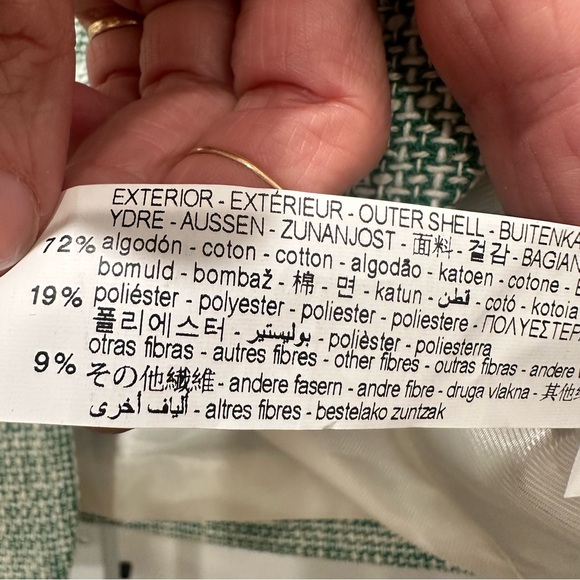 EXTERIOR - EXTÉRIEUR - OUTER SHELL - BUITENKA
YDRE - AUSSEN - ZUNANJOST - 面料 - 겉감 - BAGIAN
72% algodón - coton - cotton - algodão - katoen - cotone -
bomuld - bombaž - 棉 - 면 - katun - قطن - cotó - kotoia
19% poliéster - polyester - poliester - poliestere - ΠΟΛΥΕΣΤΕΡ
폴리에스터 - بوليستير - polièster - poliesterra
9% otras fibras - autres fibres - other fibres - outras fibras - andere
その他繊維 - andere fasern - andre fibre - druga vlakna - 其他
ألياف أخرى - altres fibres - bestelako zuntzak